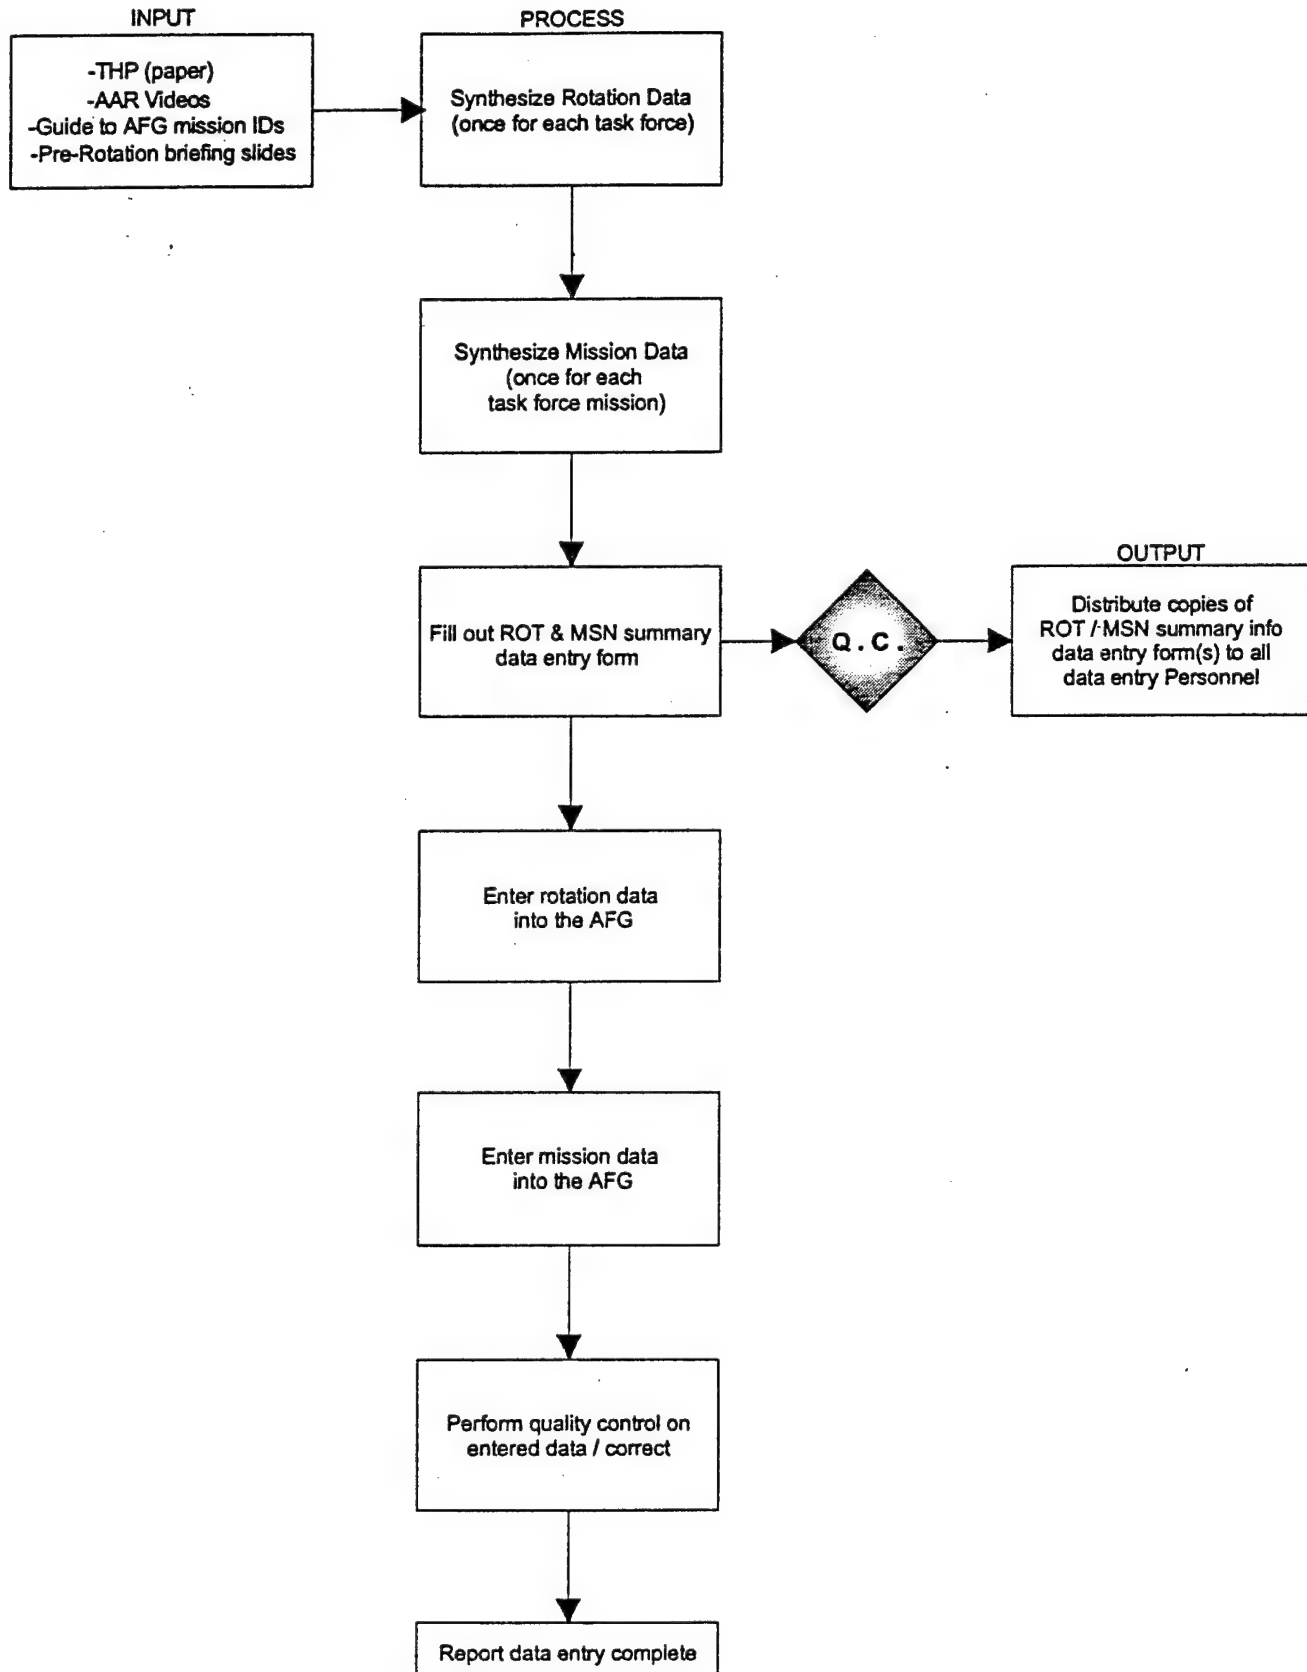 INPUT
-THP (paper)
-AAR Videos
-Guide to AFG mission IDs
-Pre-Rotation briefing slides
PROCESS
Synthesize Rotation Data
(once for each task force)
Synthesize Mission Data
(once for each
task force mission)
Fill out ROT & MSN summary
data entry form
Q.C.
OUTPUT
Distribute copies of
ROT / MSN summary info
data entry form(s) to all
data entry Personnel
Enter rotation data
into the AFG
Enter mission data
into the AFG
Perform quality control on
entered data / correct
Report data entry complete